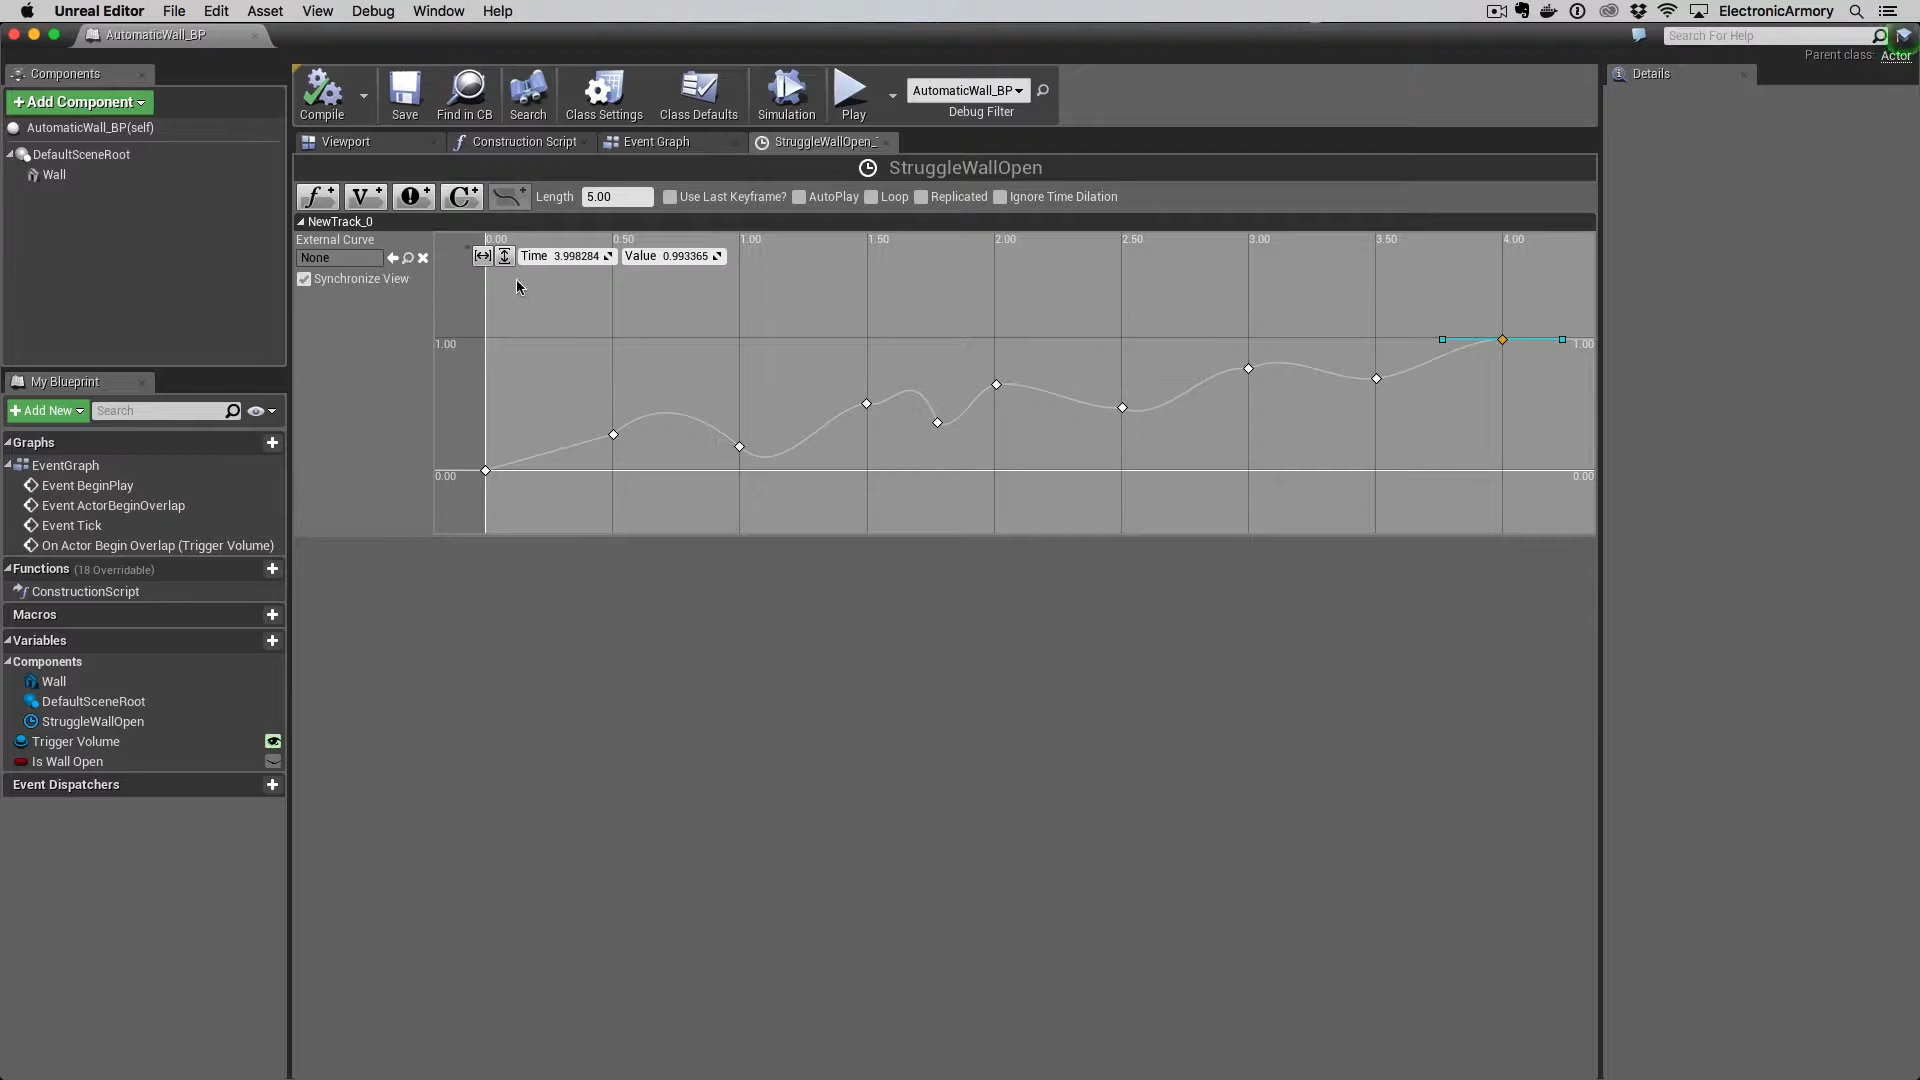 Unreal Editor File Edit Asset View Debug Window Help ElectronicArmory
AutomaticWall_BP Search For Help
Parent class: Actor
Components
Details
+Add Component
AutomaticWall_BP(self)
DefaultSceneRoot
Wall
Compile Save Find in CB Search Class Settings Class Defaults Simulation Play
AutomaticWall_BP
Debug Filter
Viewport Construction Script Event Graph StruggleWallOpen_
StruggleWallOpen
f+ V+ !+ C+ Length 5.00 Use Last Keyframe? AutoPlay Loop Replicated Ignore Time Dilation
NewTrack_0
External Curve
None
Synchronize View
0.00 0.50 1.00 1.50 2.00 2.50 3.00 3.50 4.00
Time 3.998284 Value 0.993365
1.00 1.00
0.00 0.00
My Blueprint
+Add New Search
Graphs
EventGraph
Event BeginPlay
Event ActorBeginOverlap
Event Tick
On Actor Begin Overlap (Trigger Volume)
Functions (18 Overridable)
ConstructionScript
Macros
Variables
Components
Wall
DefaultSceneRoot
StruggleWallOpen
Trigger Volume
Is Wall Open
Event Dispatchers